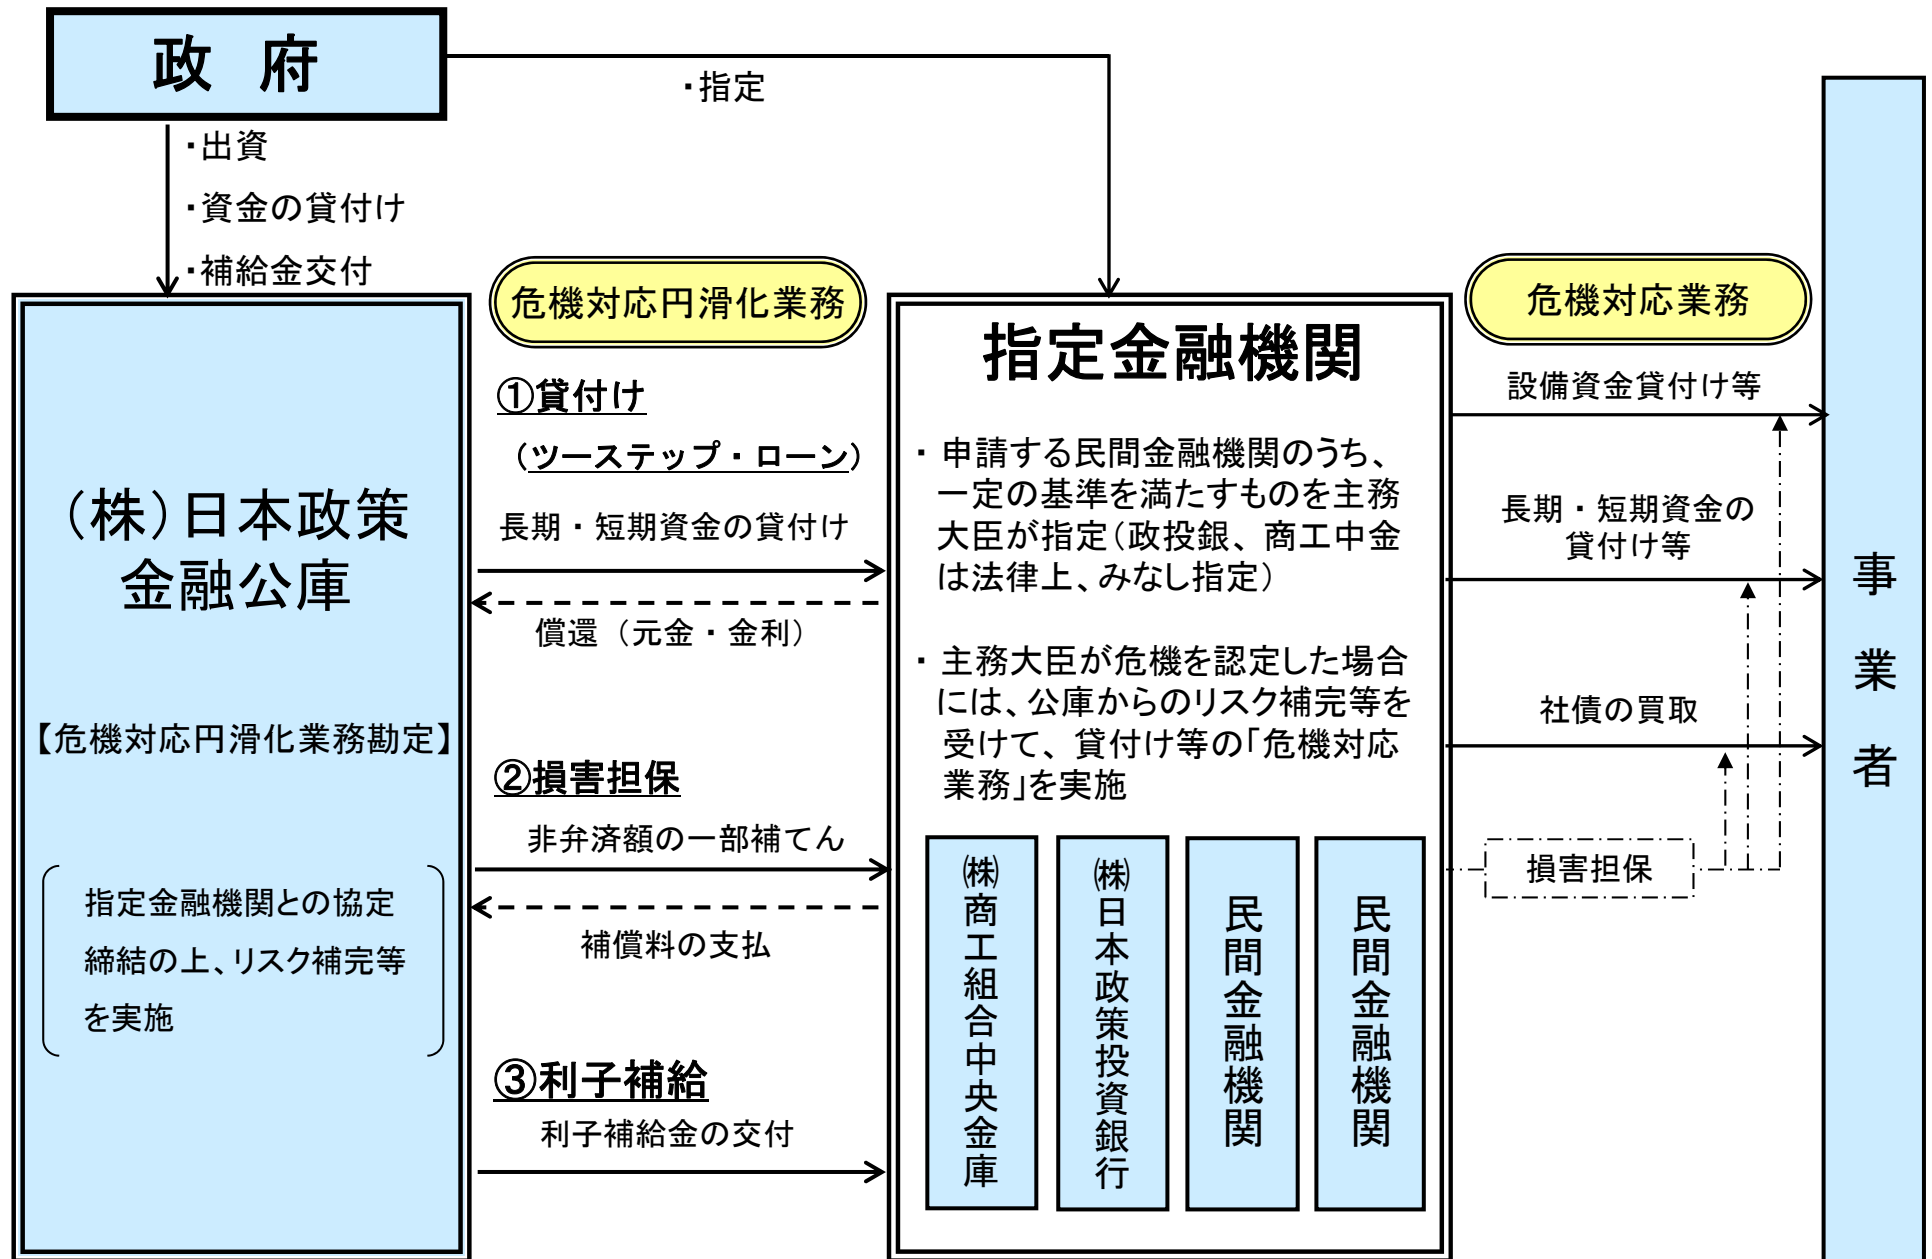 政　府
・指定
・出資
・資金の貸付け
・補給金交付
危機対応円滑化業務
危機対応業務
（株）日本政策
金融公庫
【危機対応円滑化業務勘定】
指定金融機関との協定
締結の上、リスク補完等
を実施
①貸付け
（ツーステップ・ローン）
長期・短期資金の貸付け
償還（元金・金利）
②損害担保
非弁済額の一部補てん
補償料の支払
③利子補給
利子補給金の交付
指定金融機関
・ 申請する民間金融機関のうち、
一定の基準を満たすものを主務
大臣が指定（政投銀、商工中金
は法律上、みなし指定）
・ 主務大臣が危機を認定した場合
には、公庫からのリスク補完等を
受けて、貸付け等の「危機対応
業務」を実施
㈱商工組合中央金庫
㈱日本政策投資銀行
民間金融機関
民間金融機関
設備資金貸付け等
長期・短期資金の
貸付け等
社債の買取
損害担保
事業者